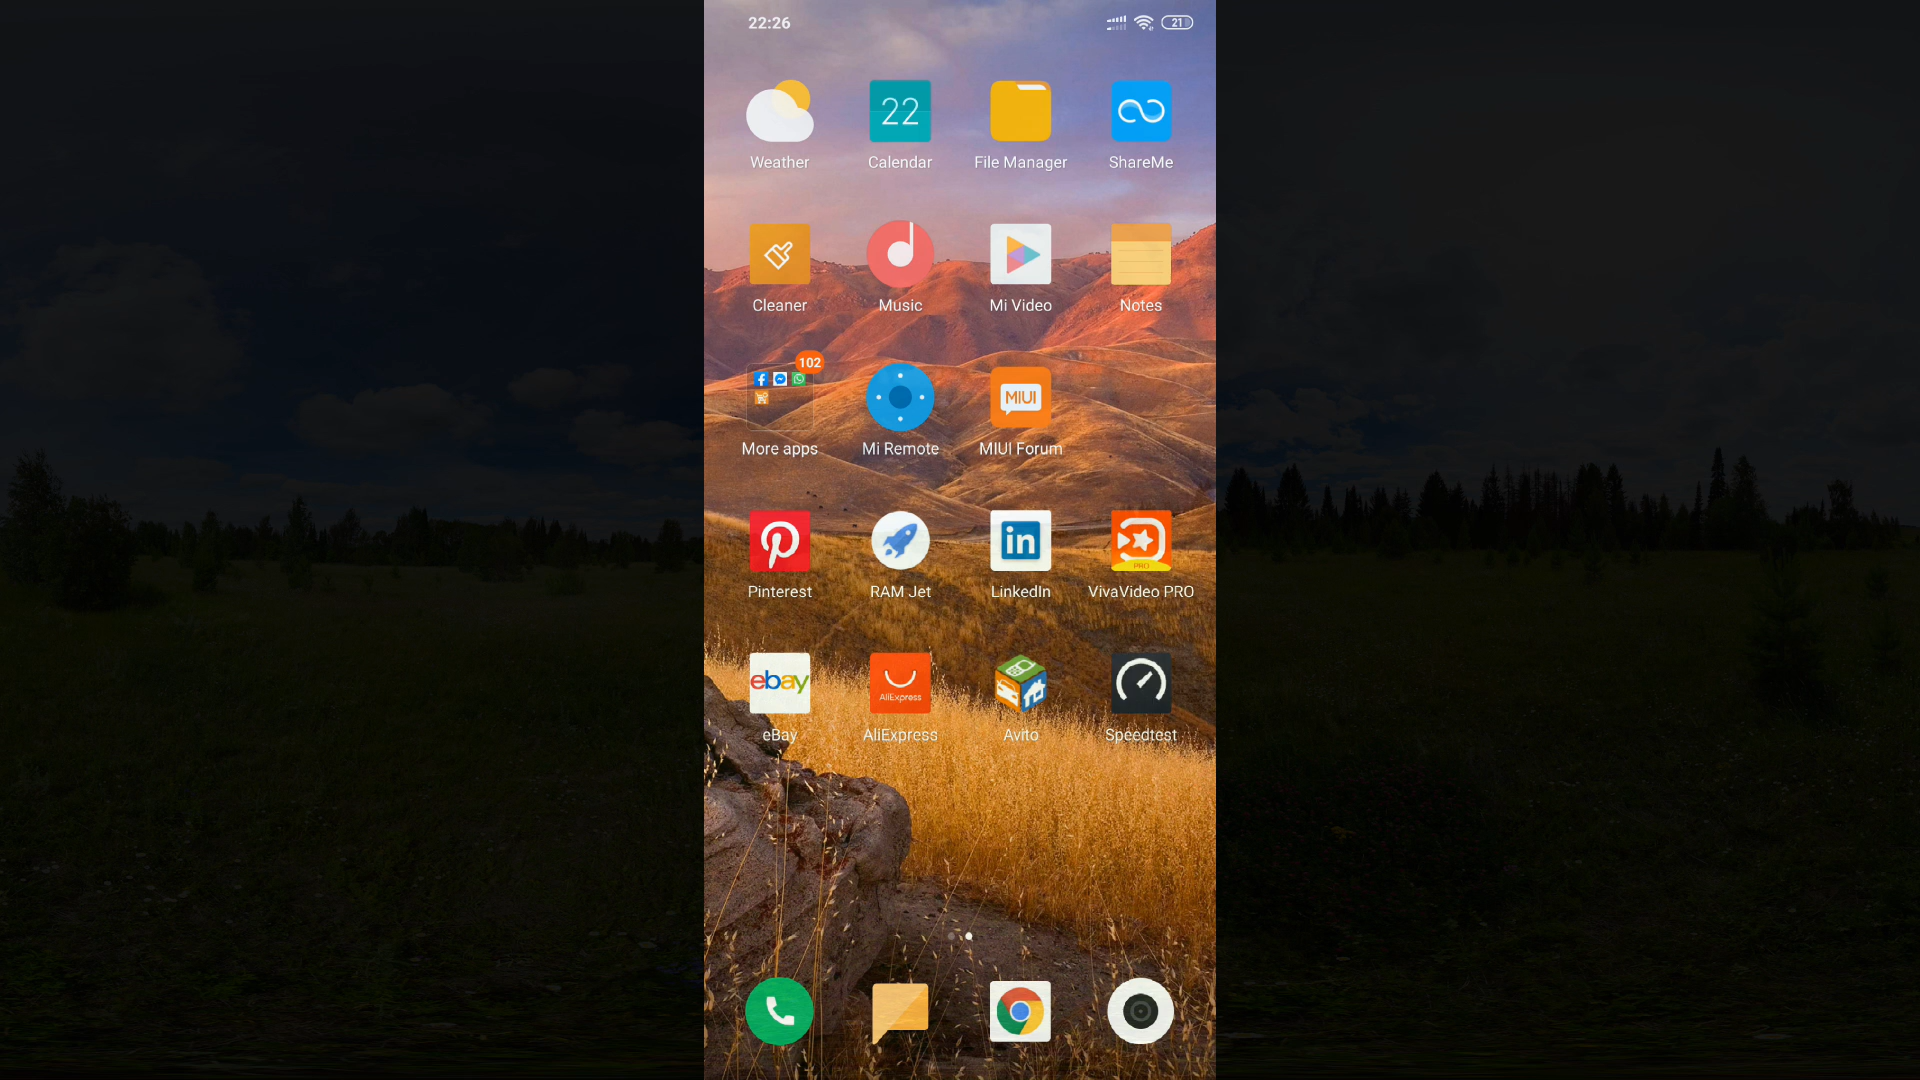 22:26
21
22
Weather
Calendar
File Manager
ShareMe
Cleaner
Music
Mi Video
Notes
102
MIUI
More apps
Mi Remote
MIUI Forum
in
PRO
Pinterest
RAM Jet
LinkedIn
VivaVideo PRO
ebay
AliExpress
eBay
AliExpress
Avito
Speedtest